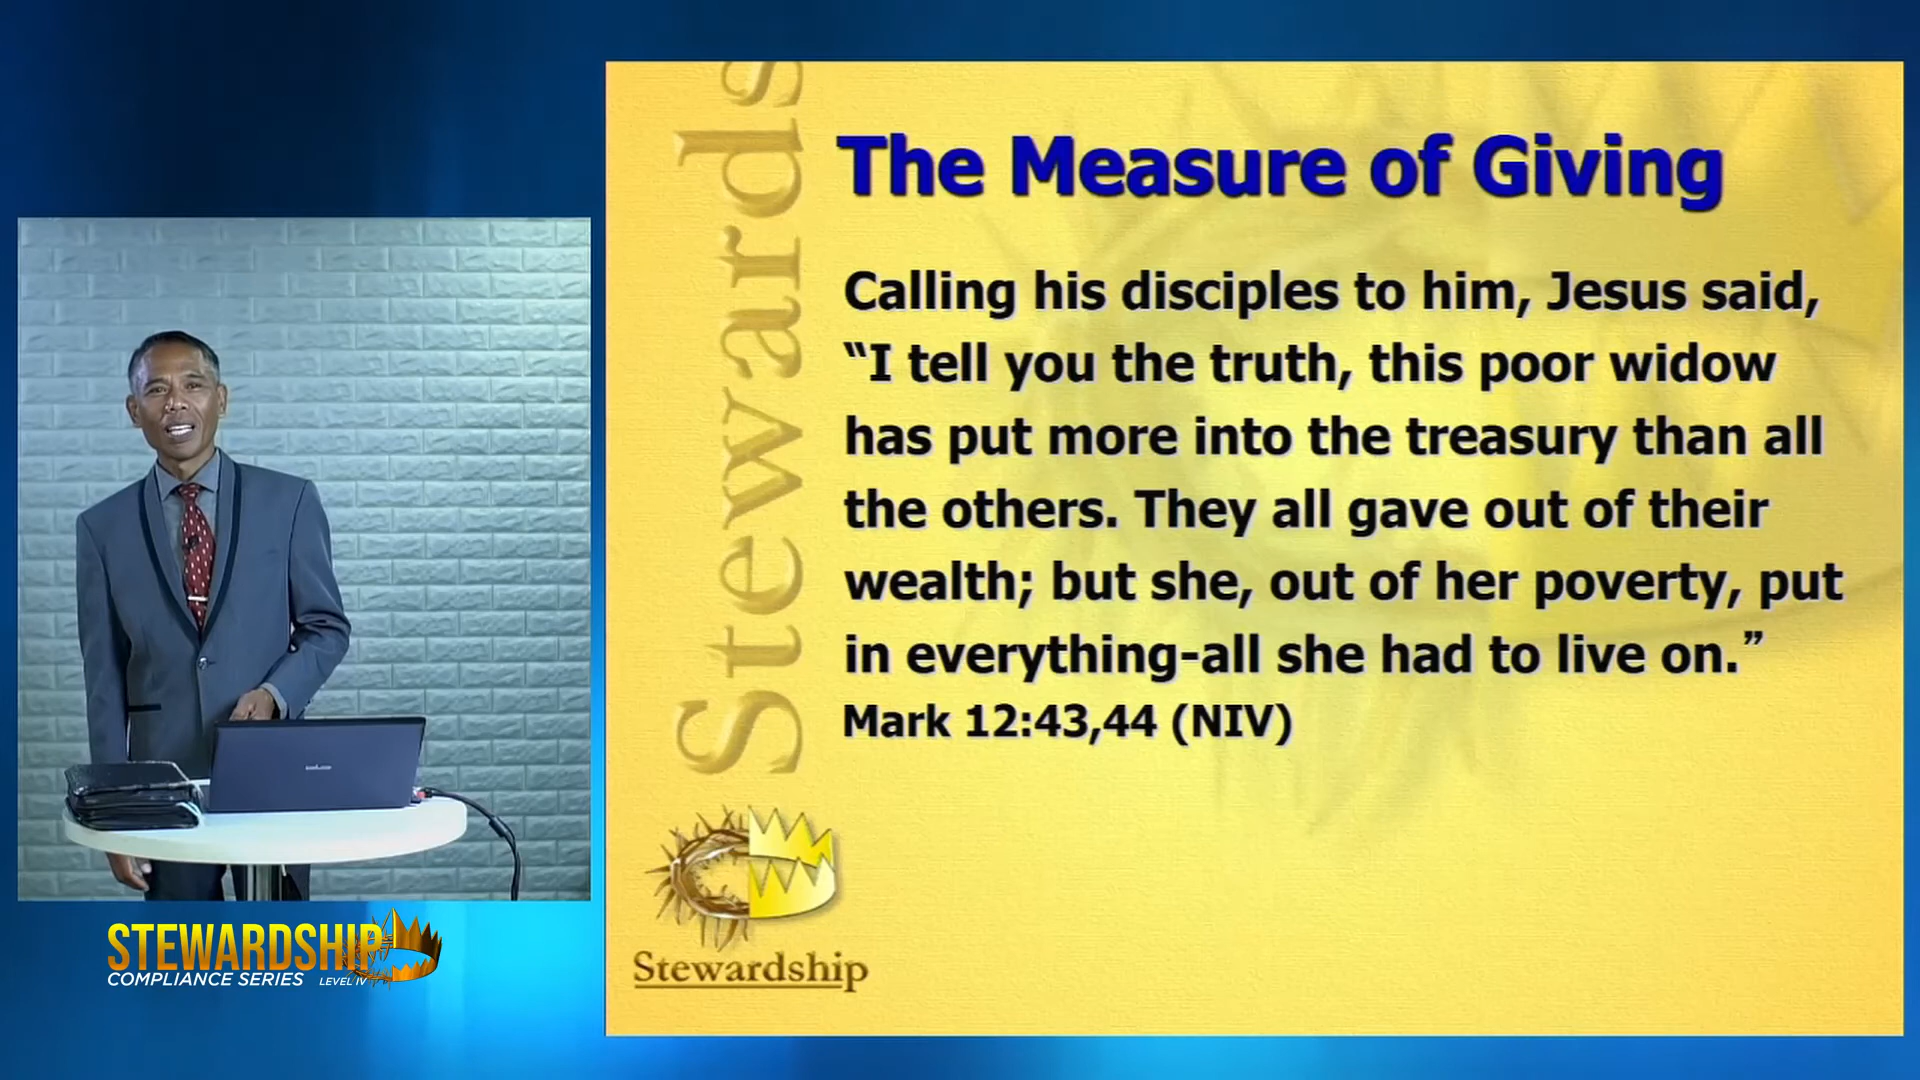 The Measure of Giving
Calling his disciples to him, Jesus said,
“I tell you the truth, this poor widow
has put more into the treasury than all
the others. They all gave out of their
wealth; but she, out of her poverty, put
in everything-all she had to live on.”
Mark 12:43,44 (NIV)
Stewards
Stewardship
STEWARDSHIP
COMPLIANCE SERIES LEVEL IV